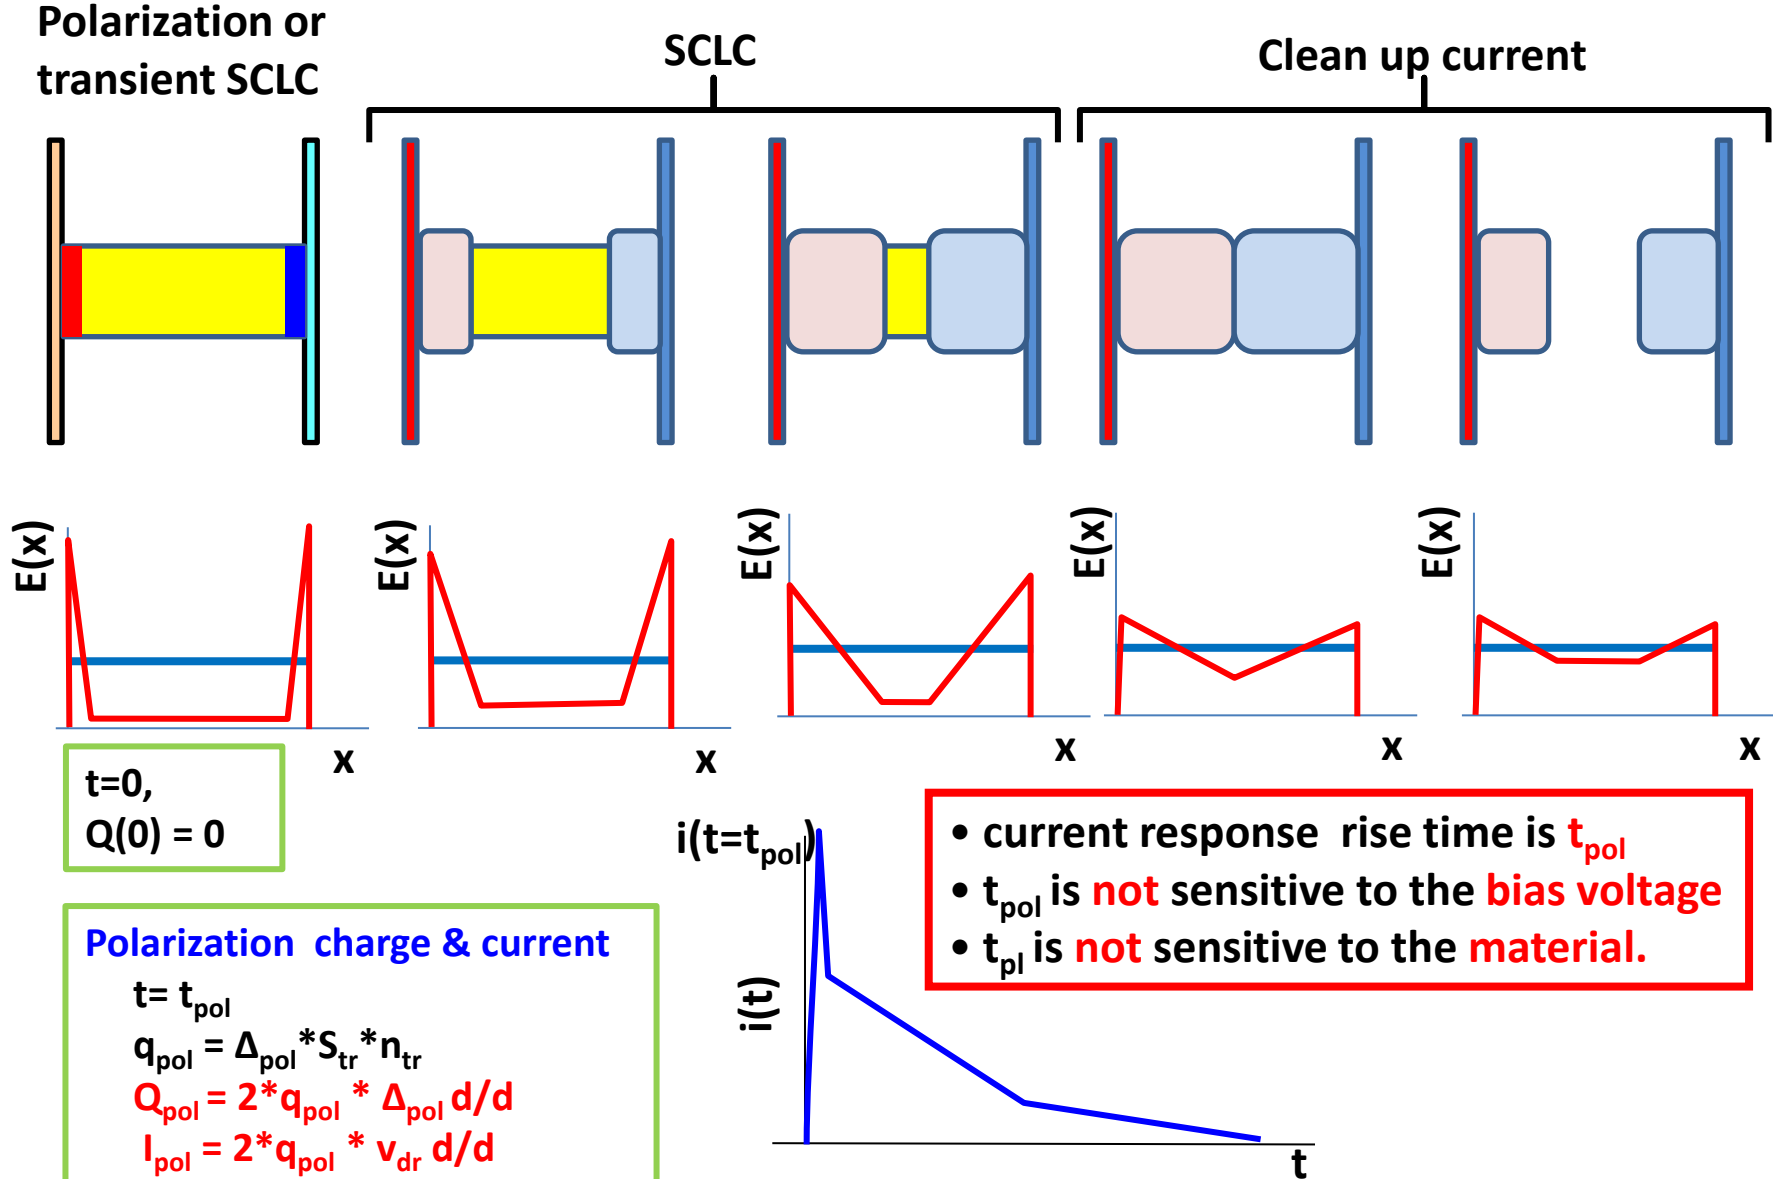 Polarization or
transient SCLC
SCLC
Clean up current
E(x)
E(x)
E(x)
E(x)
E(x)
x
x
x
x
x
t=0,
Q(0) = 0
Polarization charge & current
t= tpol
qpol = Δpol*Str*ntr
Qpol = 2*qpol * Δpol d/d
Ipol = 2*qpol * vdr d/d
i(t=tpol)
i(t)
t
• current response rise time is tpol
• tpol is not sensitive to the bias voltage
• tpl is not sensitive to the material.